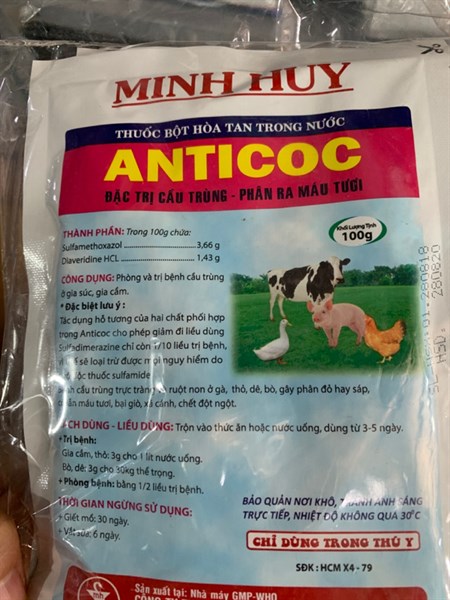 MINH HUY
THUỐC BỘT HÒA TAN TRONG NƯỚC
ANTICOC
ĐẶC TRỊ CẦU TRÙNG - PHÂN RA MÁU TƯƠI
THÀNH PHẦN: Trong 100g chứa:
Sulfamethoxazol ........................ 3,66 g
Diaveridine HCL ........................ 1,43 g
Khối Lượng Tịnh
100g
CÔNG DỤNG: Phòng và trị bệnh cầu trùng
ở gia súc, gia cầm.
* Đặc biệt lưu ý :
Tác dụng hỗ tương của hai chất phối hợp
trong Anticoc cho phép giảm đi liều dùng
Sulfadimerazine chỉ còn 1/10 liều trị bệnh,
sẽ loại trừ được mọi nguy hiểm do
độc thuốc sulfamide
cầu trùng trực tràng và ruột non ở gà, thỏ, dê, bò, gây phân đỏ hay sáp,
phân máu tươi, bại giò, xã cánh, chết đột ngột.
CÁCH DÙNG - LIỀU DÙNG: Trộn vào thức ăn hoặc nước uống, dùng từ 3-5 ngày.
+ Trị bệnh:
Gia cầm, thỏ: 3g cho 1 lít nước uống.
Bò, dê: 3g cho 30kg thể trọng.
+ Phòng bệnh: bằng 1/2 liều trị bệnh.
THỜI GIAN NGỪNG SỬ DỤNG:
+ Giết mổ: 30 ngày.
+ Vắt sữa: 6 ngày.
BẢO QUẢN NƠI KHÔ, TRÁNH ÁNH SÁNG
TRỰC TIẾP, NHIỆT ĐỘ KHÔNG QUÁ 30°C
CHỈ DÙNG TRONG THÚ Y
SĐK : HCM X4 - 79
Sản xuất tại: Nhà máy GMP-WHO
280818
HSD. 280820